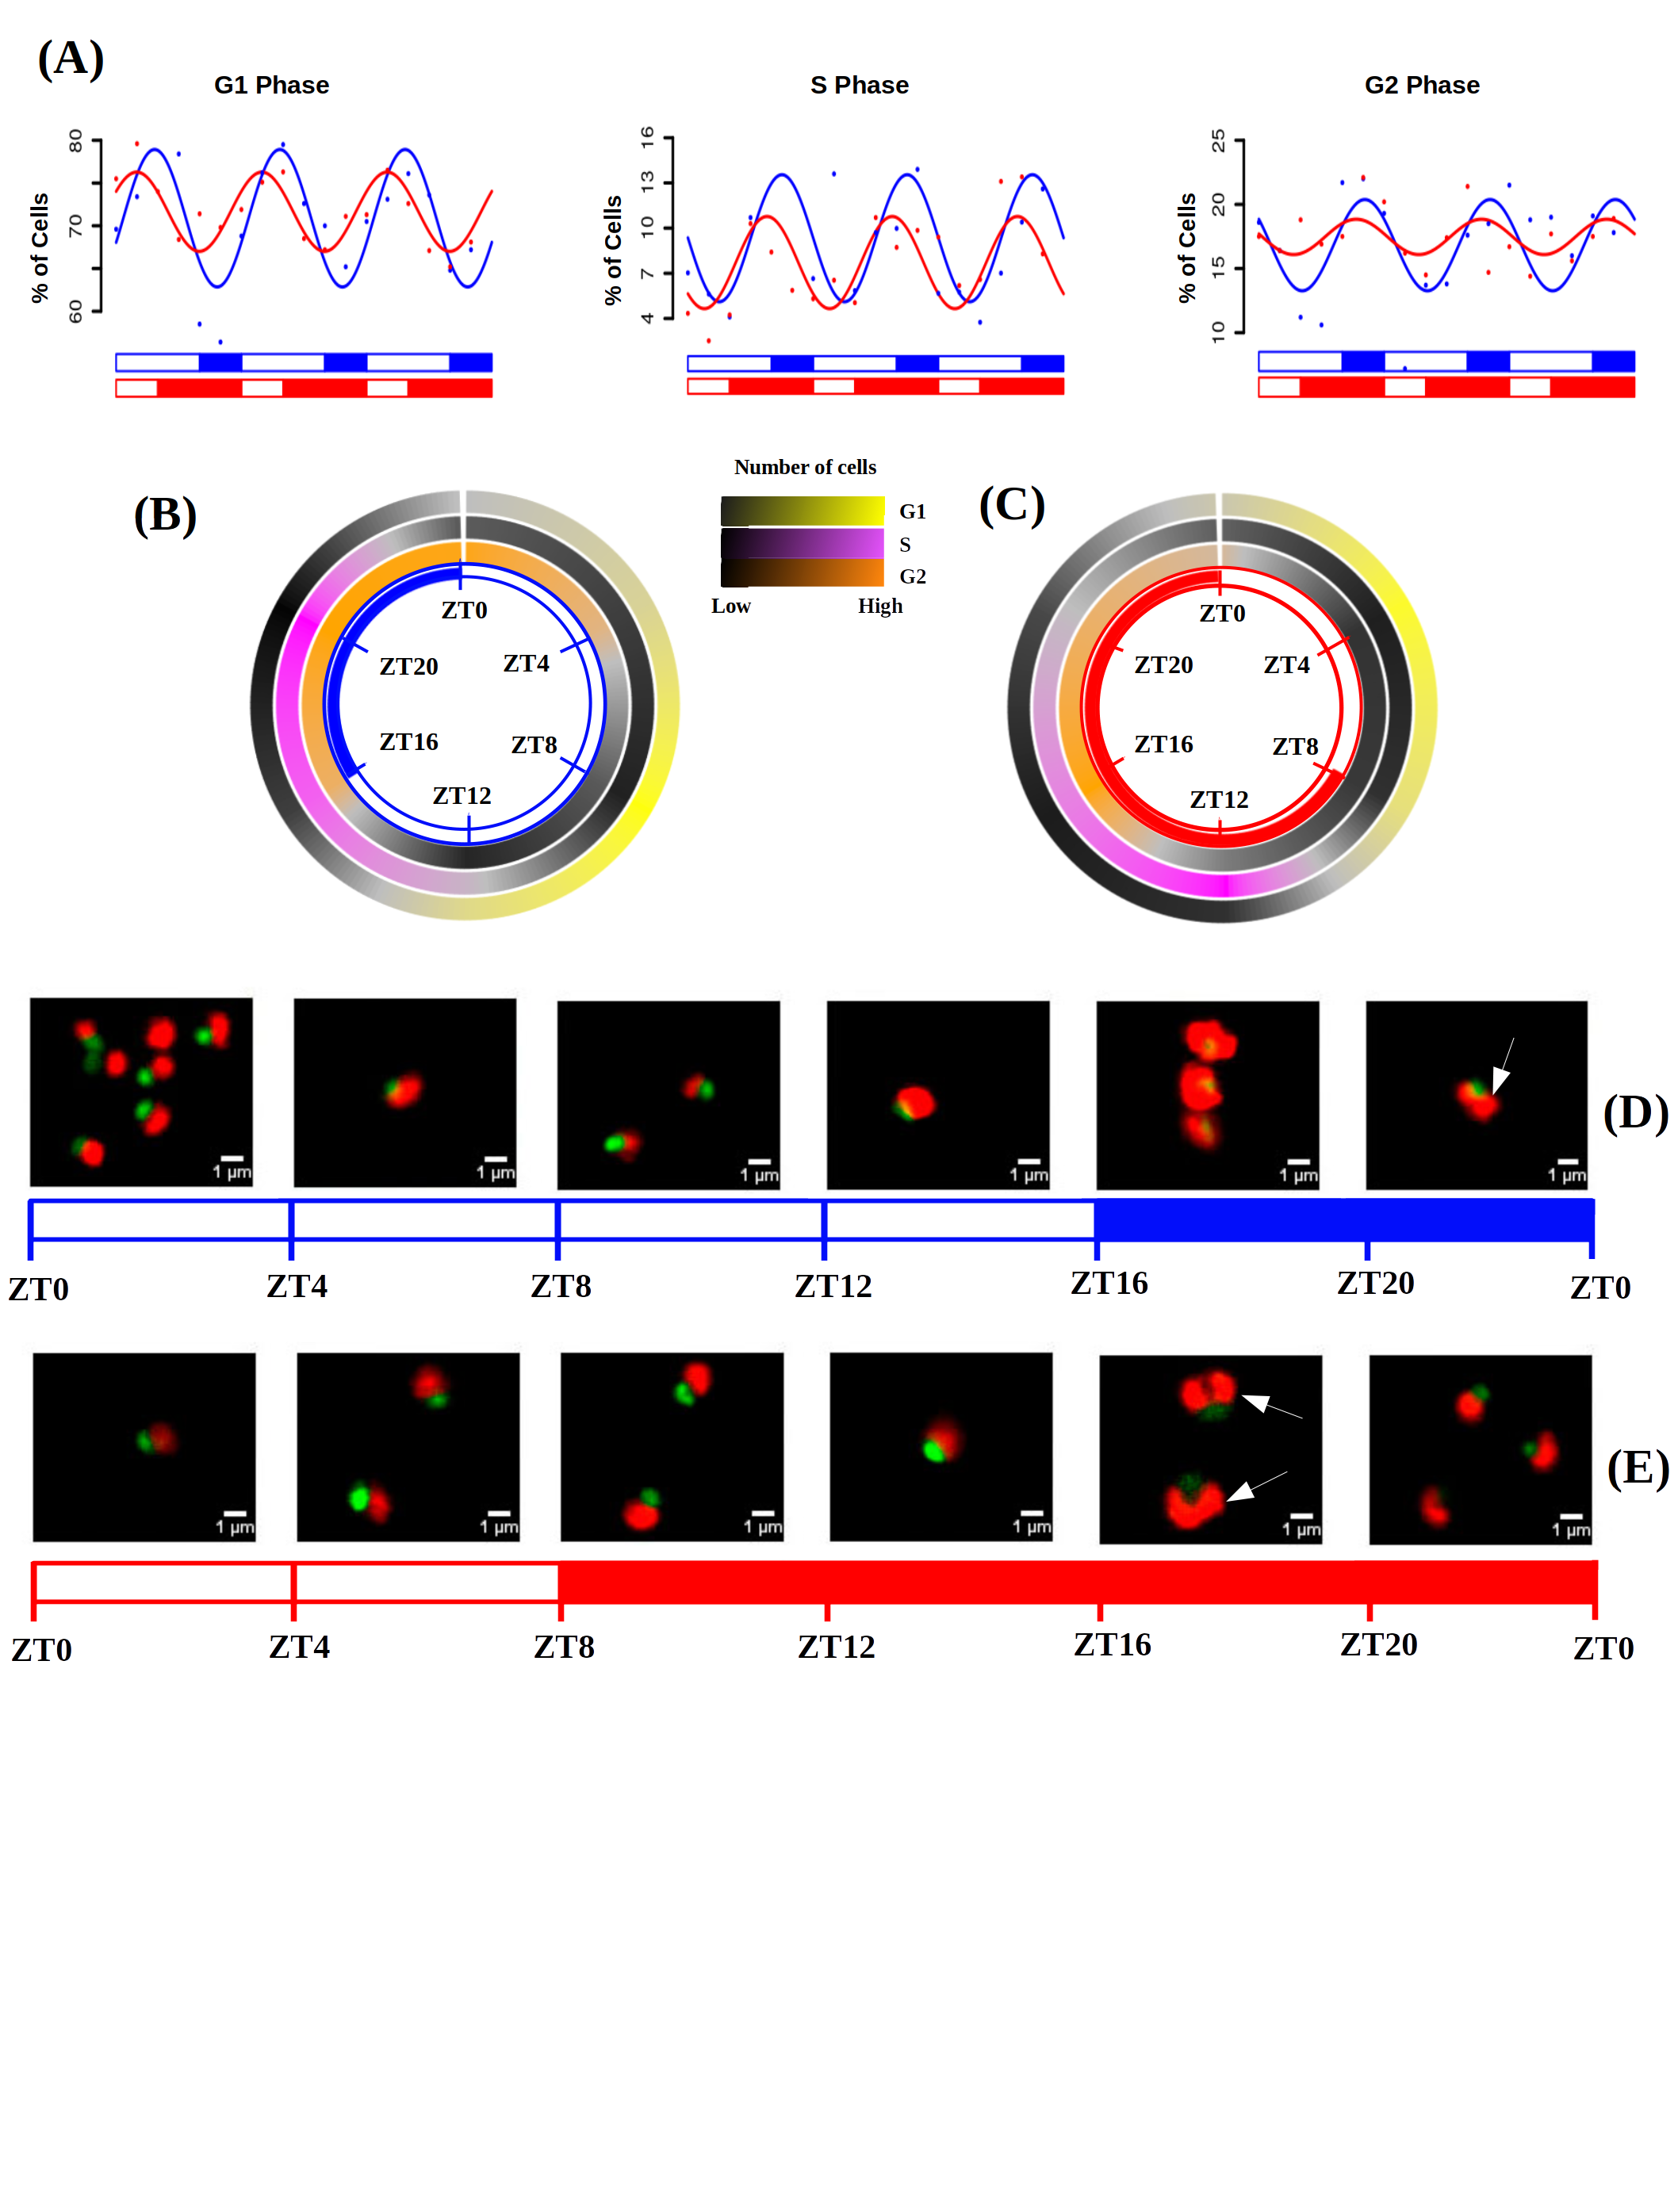 (A)
G1 Phase
S Phase
G2 Phase
% of Cells
60
70
80
% of Cells
4
7
10
13
16
% of Cells
10
15
20
25
(B)
Number of cells
G1
S
G2
Low
High
(C)
ZT0
ZT4
ZT8
ZT12
ZT16
ZT20
ZT0
ZT4
ZT8
ZT12
ZT16
ZT20
1 µm
1 µm
1 µm
1 µm
1 µm
1 µm
(D)
ZT0
ZT4
ZT8
ZT12
ZT16
ZT20
ZT0
1 µm
1 µm
1 µm
1 µm
1 µm
1 µm
(E)
ZT0
ZT4
ZT8
ZT12
ZT16
ZT20
ZT0